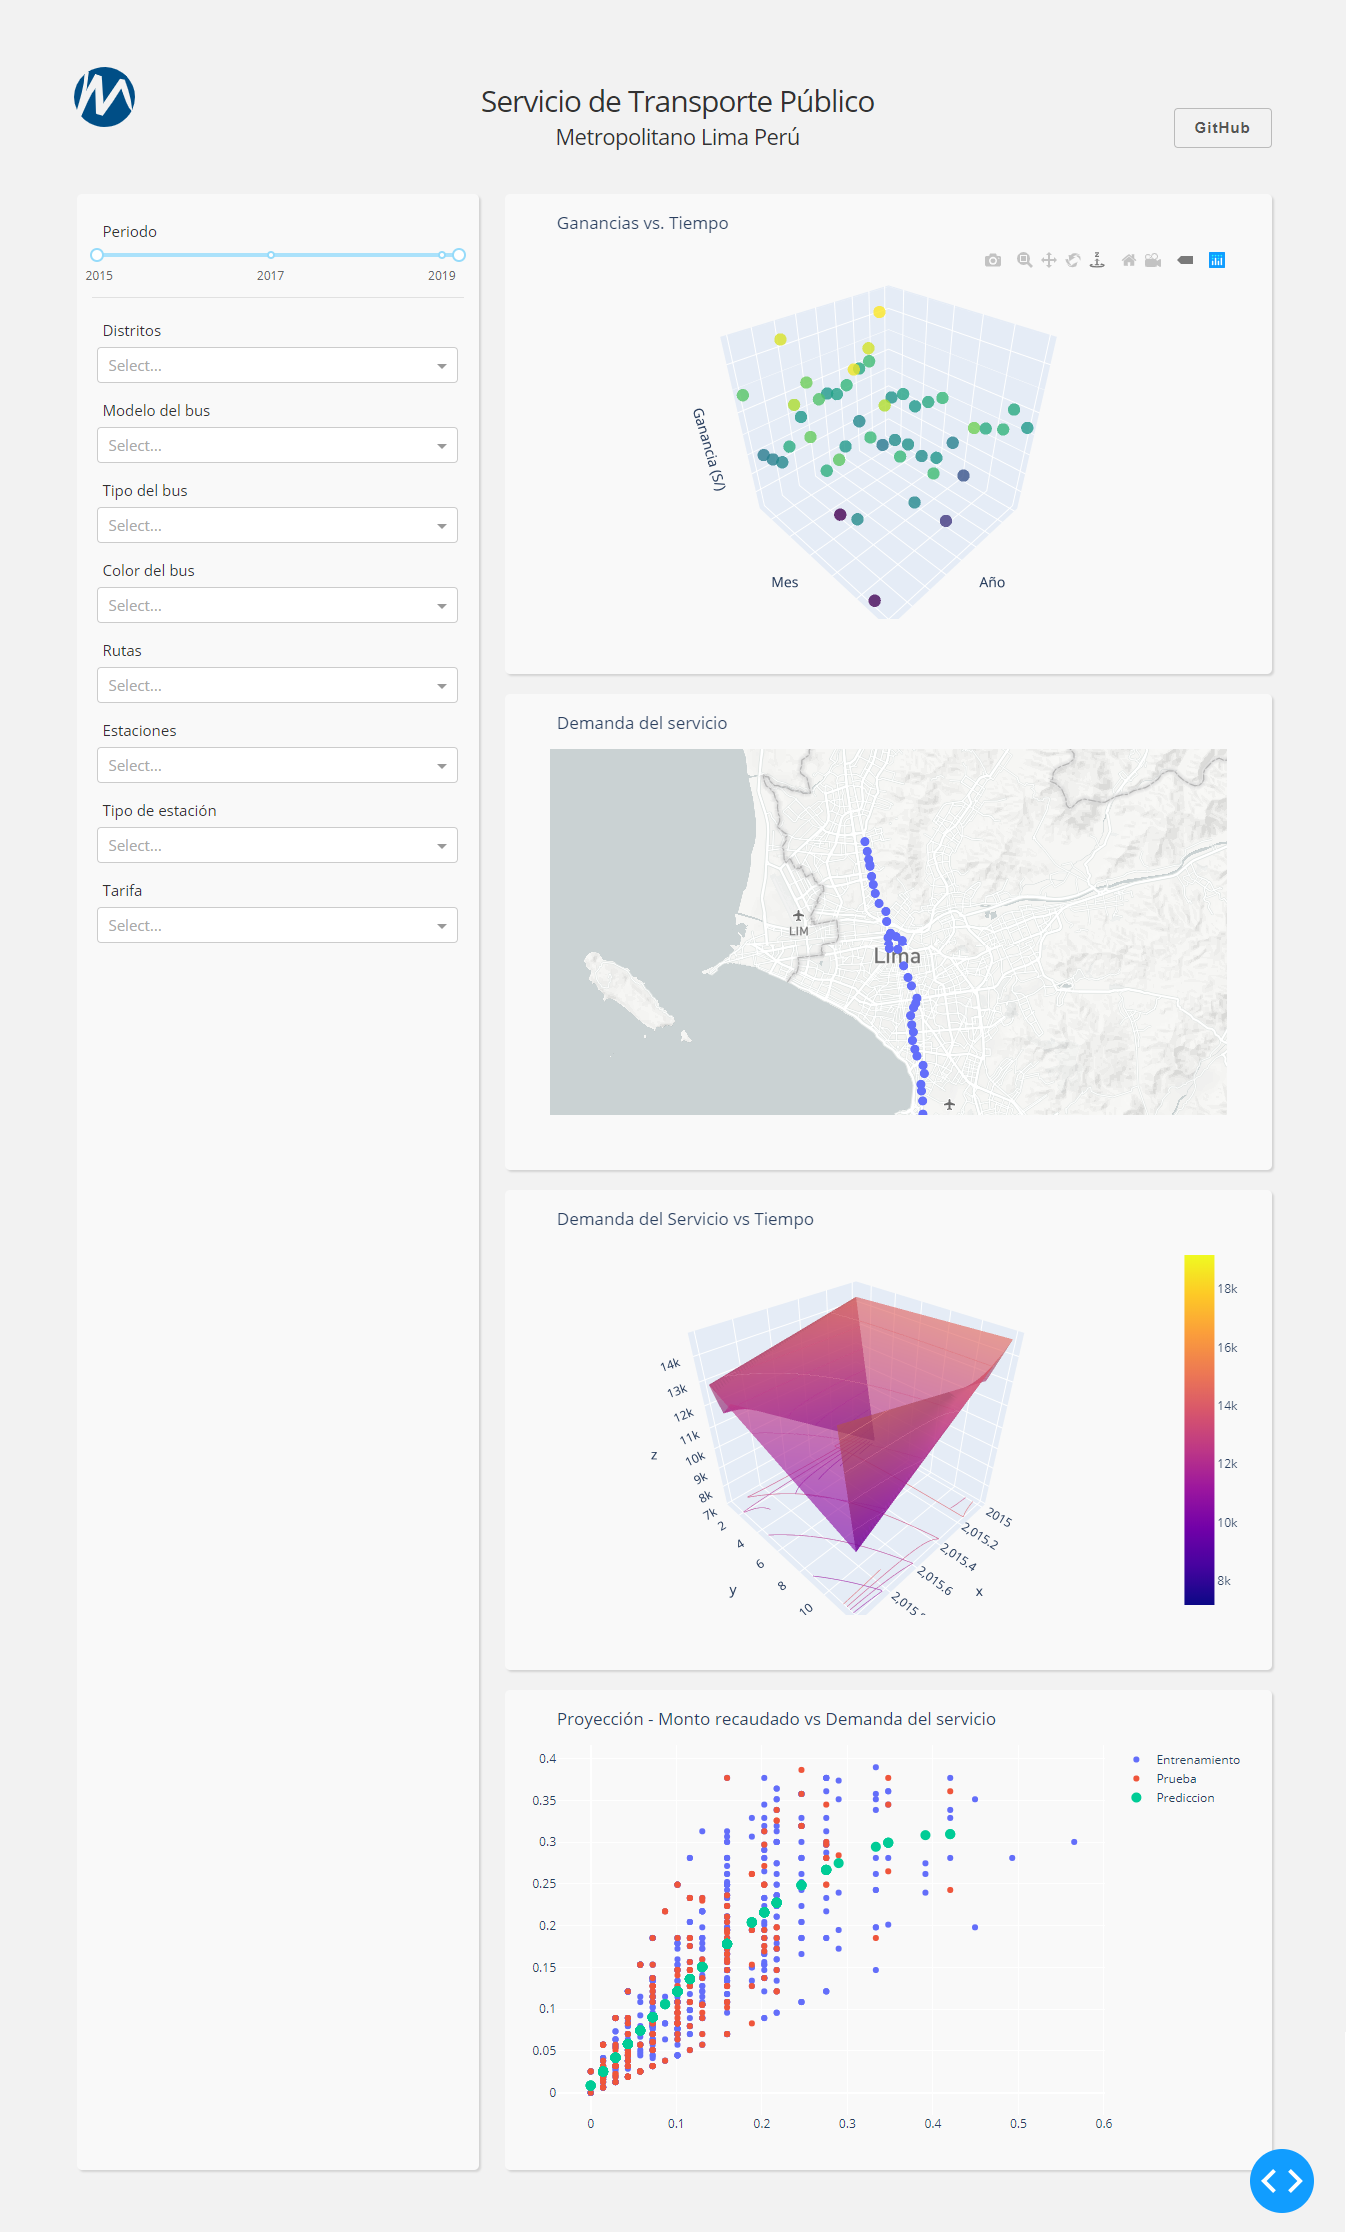 Servicio de Transporte Público
Metropolitano Lima Perú
GitHub
Periodo
2015 2017 2019
Distritos
Select...
Modelo del bus
Select...
Tipo del bus
Select...
Color del bus
Select...
Rutas
Select...
Estaciones
Select...
Tipo de estación
Select...
Tarifa
Select...
Ganancias vs. Tiempo
Ganancia (S/)
Mes
Año
Demanda del servicio
LIM
Lima
Demanda del Servicio vs Tiempo
14k
13k
12k
11k
10k
9k
8k
7k
z
2
4
6
8
10
y
2015
2,015.2
2,015.4
2,015.6
x
18k
16k
14k
12k
10k
8k
Proyección - Monto recaudado vs Demanda del servicio
0.4
0.35
0.3
0.25
0.2
0.15
0.1
0.05
0
0 0.1 0.2 0.3 0.4 0.5 0.6
Entrenamiento
Prueba
Prediccion